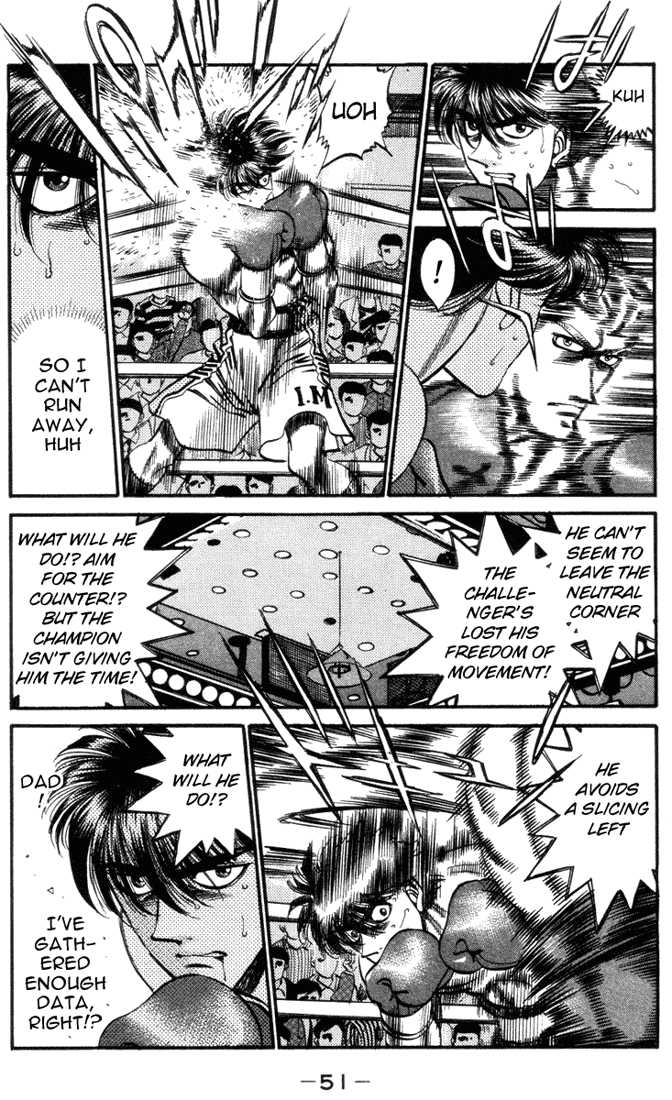 KUH
!
UOH
I.M
SO I
CAN'T
RUN
AWAY,
HUH
HE CAN'T
SEEM TO
LEAVE THE
NEUTRAL
CORNER
THE
CHALLE-
NGER'S
LOST HIS
FREEDOM OF
MOVEMENT!
WHAT WILL HE
DO!? AIM
FOR THE
COUNTER!?
BUT THE
CHAMPION
ISN'T GIVING
HIM THE TIME!
HE
AVOIDS
A SLICING
LEFT
WHAT
WILL HE
DO!?
DAD
!
I'VE
GATH-
ERED
ENOUGH
DATA,
RIGHT!?
—51—